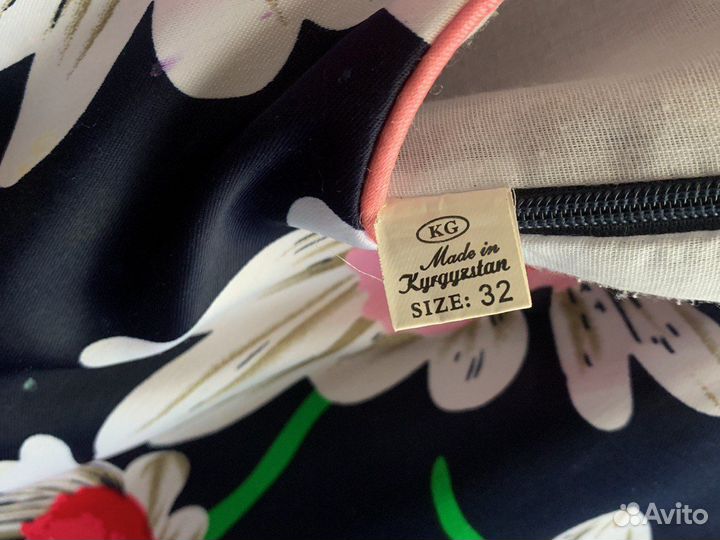 KG
Made in
Kyrgyzstan
SIZE: 32
Avito